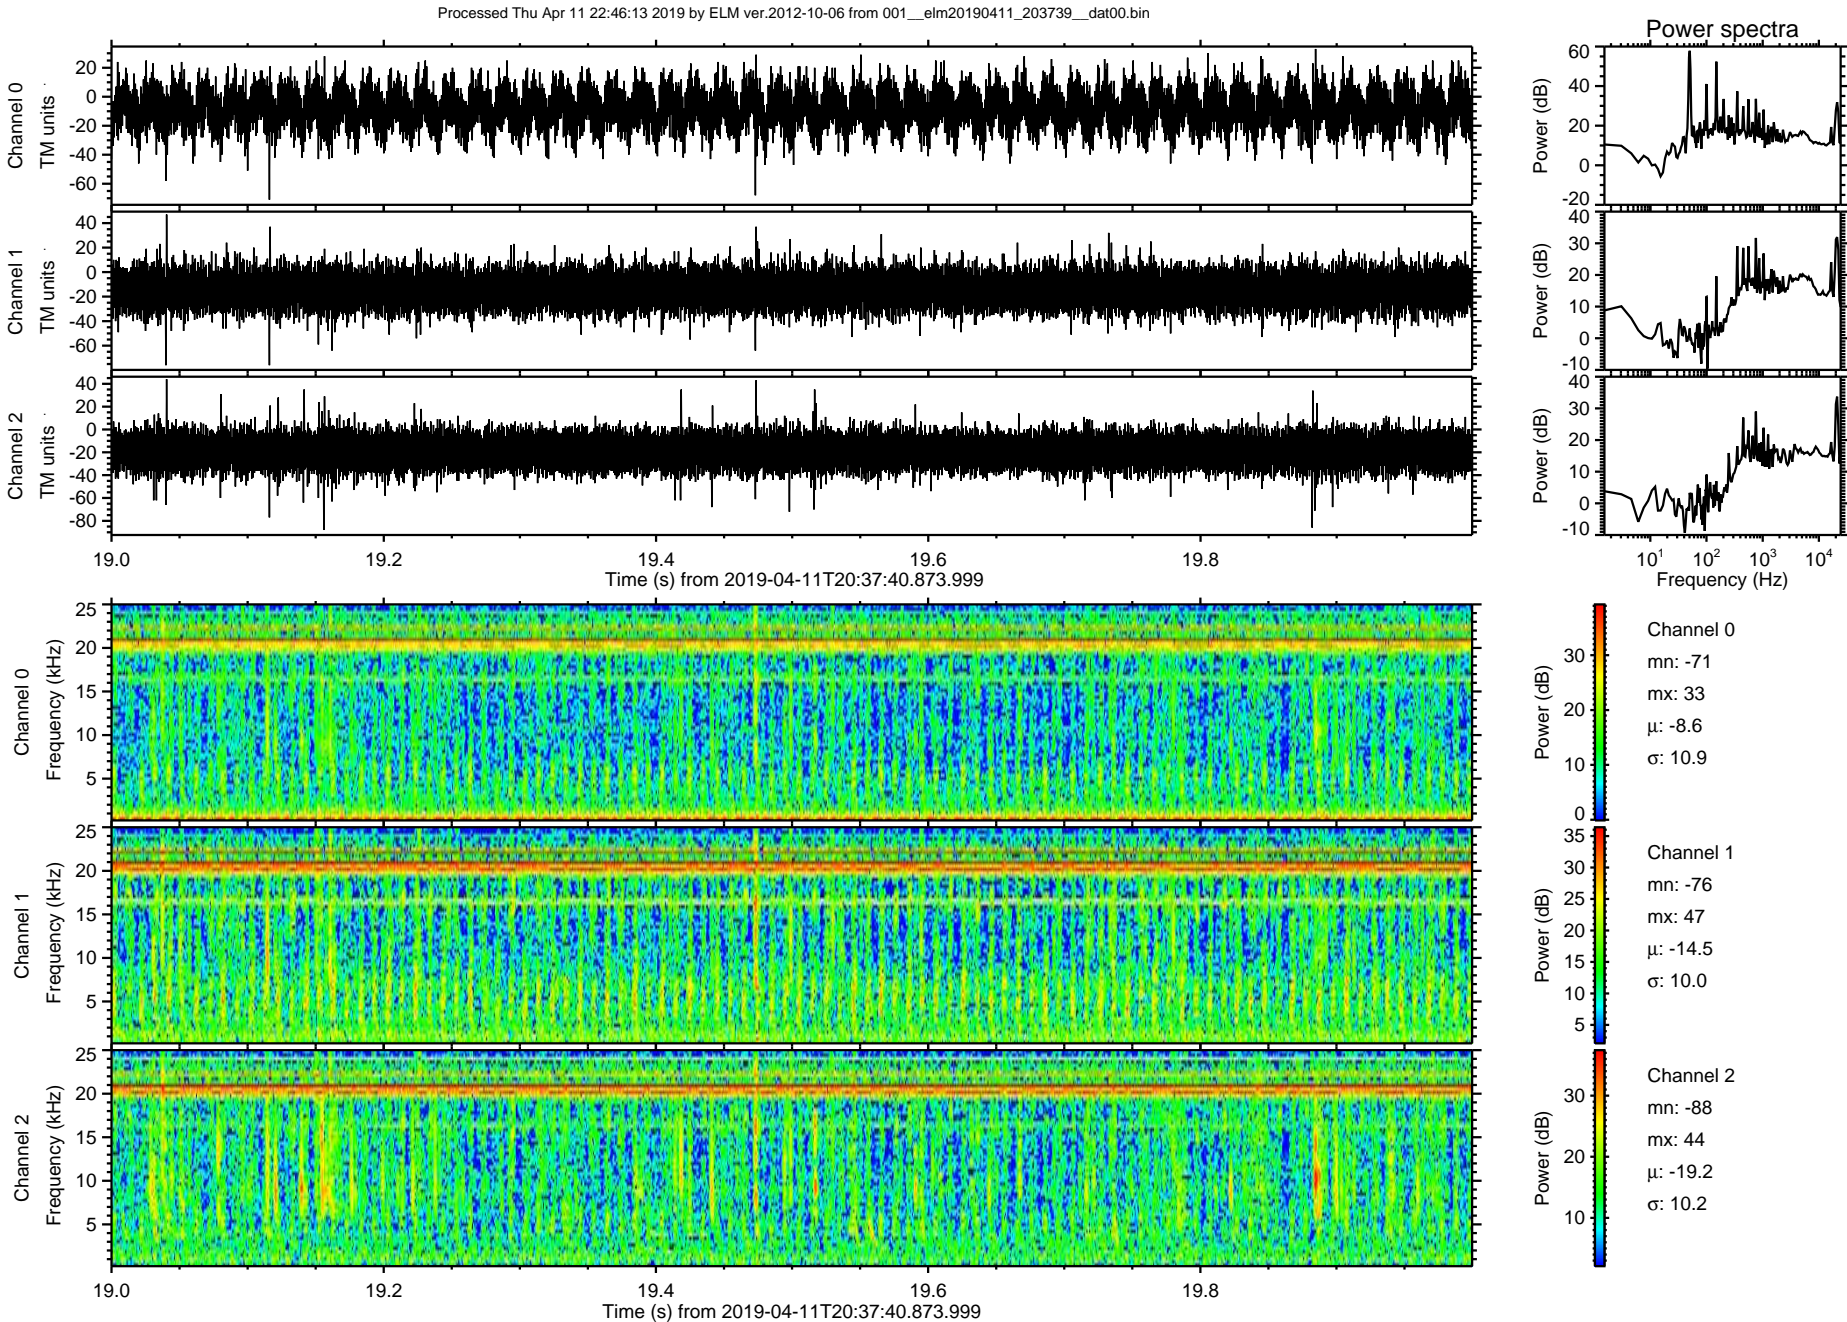 Processed Thu Apr 11 22:46:13 2019 by ELM ver.2012-10-06 from 001__elm20190411_203739__dat00.bin
Power spectra
Channel 0
TM units
20
0
-20
-40
-60
Power (dB)
60
40
20
0
-20
Channel 1
TM units
40
20
0
-20
-40
-60
Power (dB)
40
30
20
10
0
-10
Channel 2
TM units
40
20
0
-20
-40
-60
-80
Power (dB)
40
30
20
10
0
-10
19.0 19.2 19.4 19.6 19.8
Time (s) from 2019-04-11T20:37:40.873.999
10^1 10^2 10^3 10^4
Frequency (Hz)
Channel 0
Frequency (kHz)
25
20
15
10
5
Power (dB)
30
20
10
0
Channel 0
mn: -71
mx: 33
μ: -8.6
σ: 10.9
Channel 1
Frequency (kHz)
25
20
15
10
5
Power (dB)
35
30
25
20
15
10
5
Channel 1
mn: -76
mx: 47
μ: -14.5
σ: 10.0
Channel 2
Frequency (kHz)
25
20
15
10
5
Power (dB)
30
20
10
Channel 2
mn: -88
mx: 44
μ: -19.2
σ: 10.2
19.0 19.2 19.4 19.6 19.8
Time (s) from 2019-04-11T20:37:40.873.999